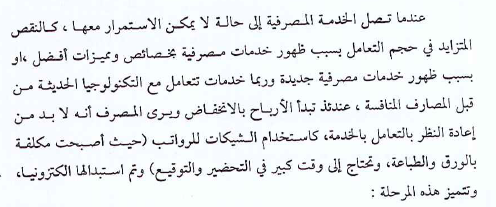 عندما تصل الخدمة المصرفية إلى حالة لا يمكن الاستمرار معها ، كالنقص
المتزايد في حجم التعامل بسبب ظهور خدمات مصرفية بخصائص ومميزات أفضل ،او
بسبب ظهور خدمات مصرفية جديدة وربما خدمات تتعامل مع التكنولوجيا الحديثة من
قبل المصارف المنافسة ، عندئذ تبدأ الأرباح بالانخفاض ويرى المصرف أنه لا بد من
إعادة النظر بالتعامل بالخدمة، كاستخدام الشيكات للرواتب (حيث أصبحت مكلفة
بالورق والطباعة، وتحتاج إلى وقت كبير في التحضير والتوقيع) وتم استبدالها الكترونيا،
وتتميز هذه المرحلة :